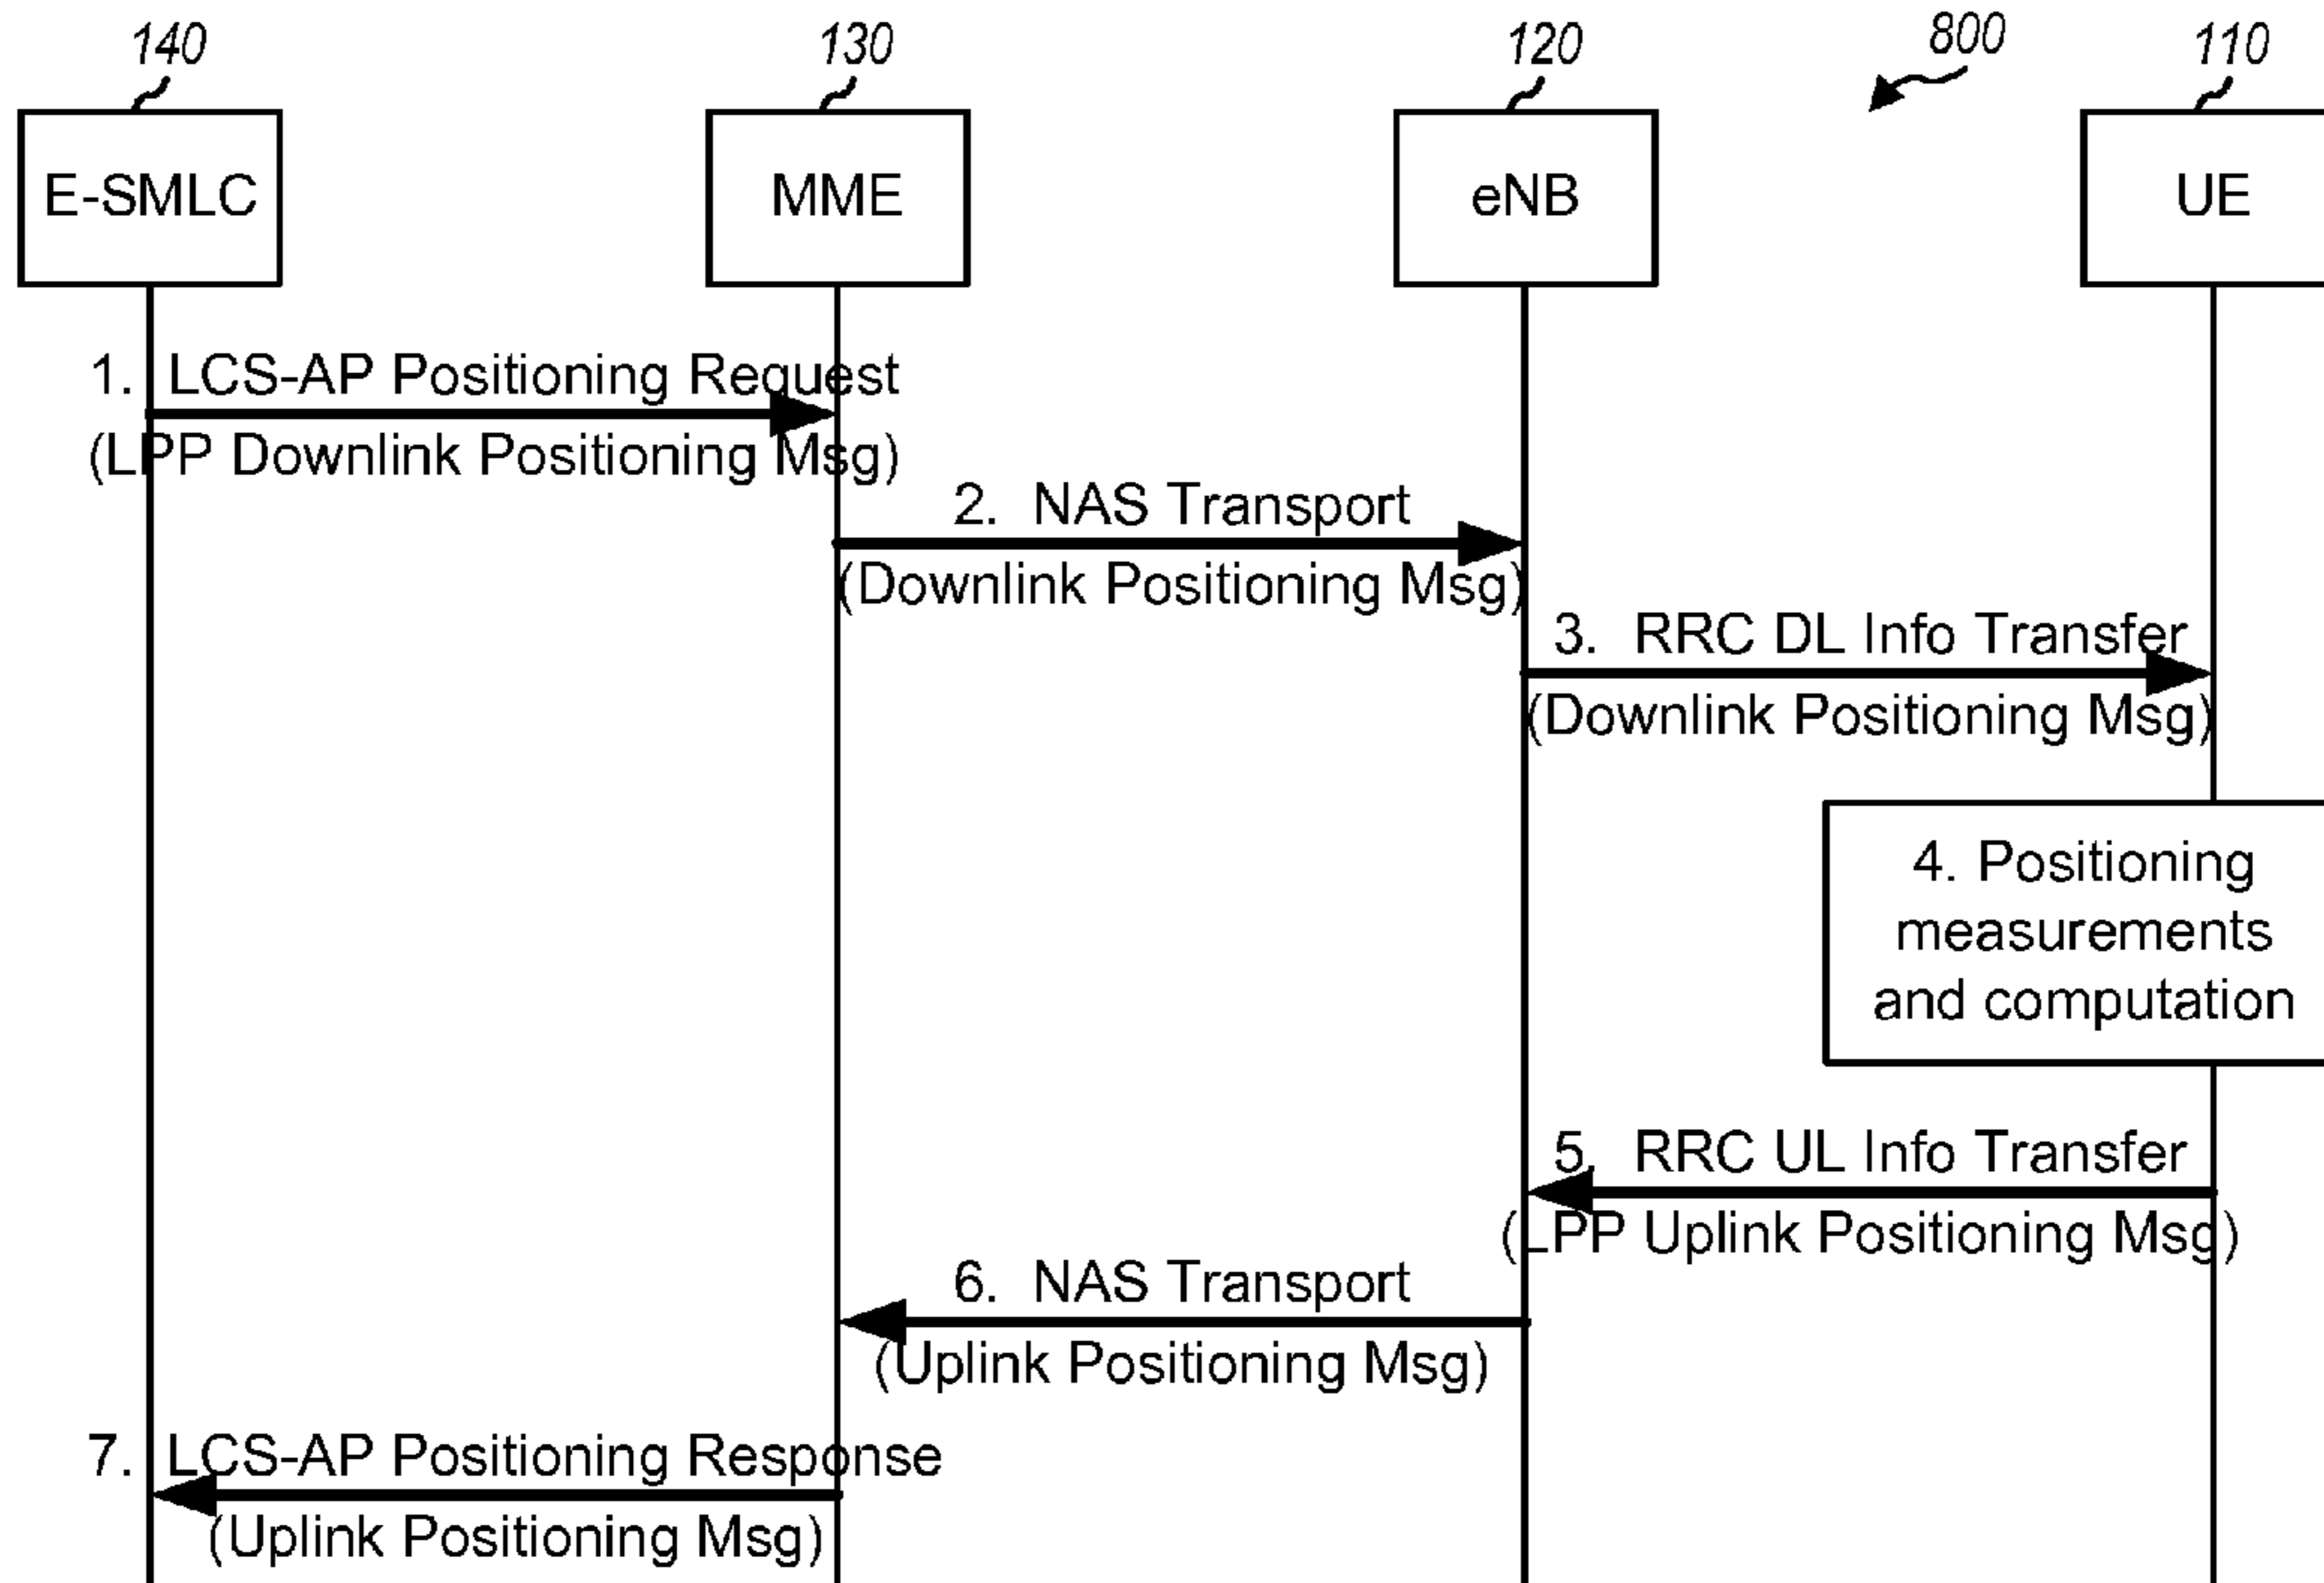 140 130 120 800 110
E-SMLC MME eNB UE
1. LCS-AP Positioning Request
(LPP Downlink Positioning Msg)
2. NAS Transport
(Downlink Positioning Msg)
3. RRC DL Info Transfer
(Downlink Positioning Msg)
4. Positioning
measurements
and computation
5. RRC UL Info Transfer
(LPP Uplink Positioning Msg)
6. NAS Transport
(Uplink Positioning Msg)
7. LCS-AP Positioning Response
(Uplink Positioning Msg)